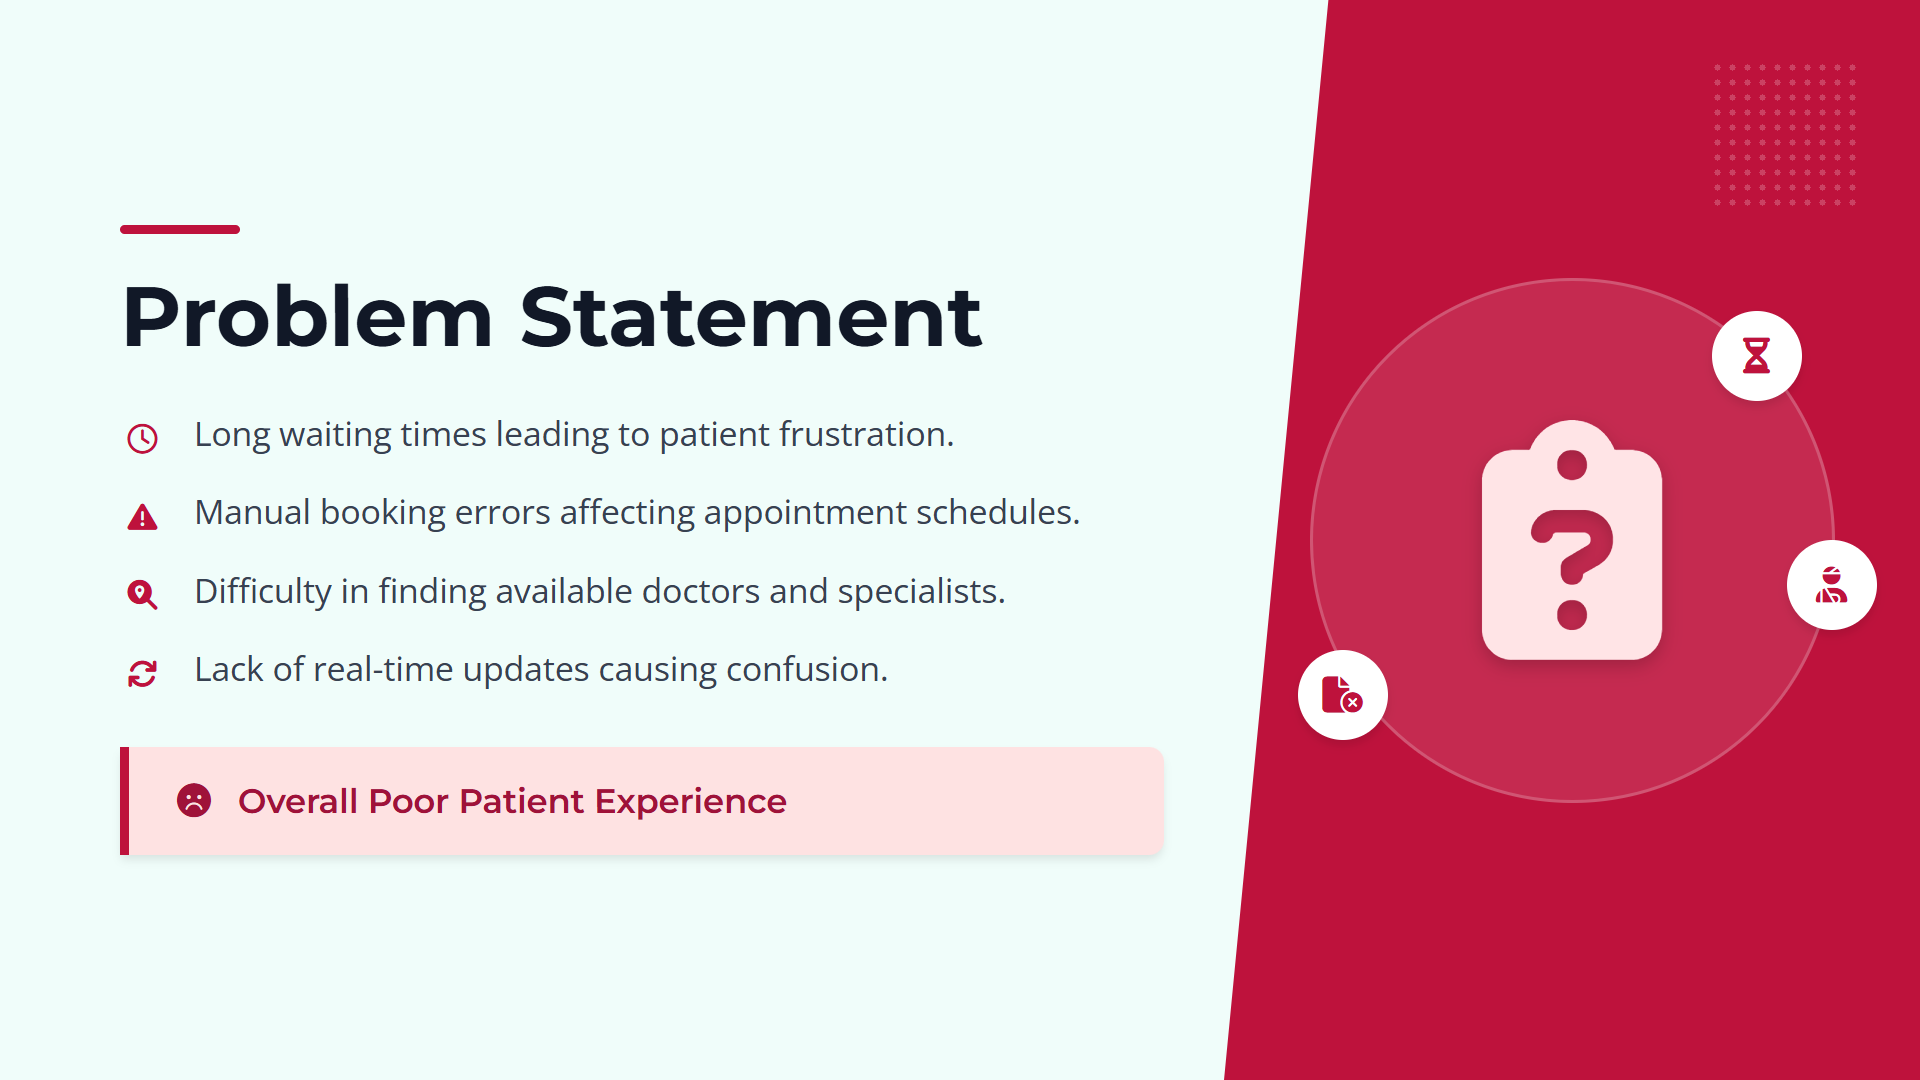 Problem Statement
Long waiting times leading to patient frustration.
Manual booking errors affecting appointment schedules.
Difficulty in finding available doctors and specialists.
Lack of real-time updates causing confusion.
Overall Poor Patient Experience